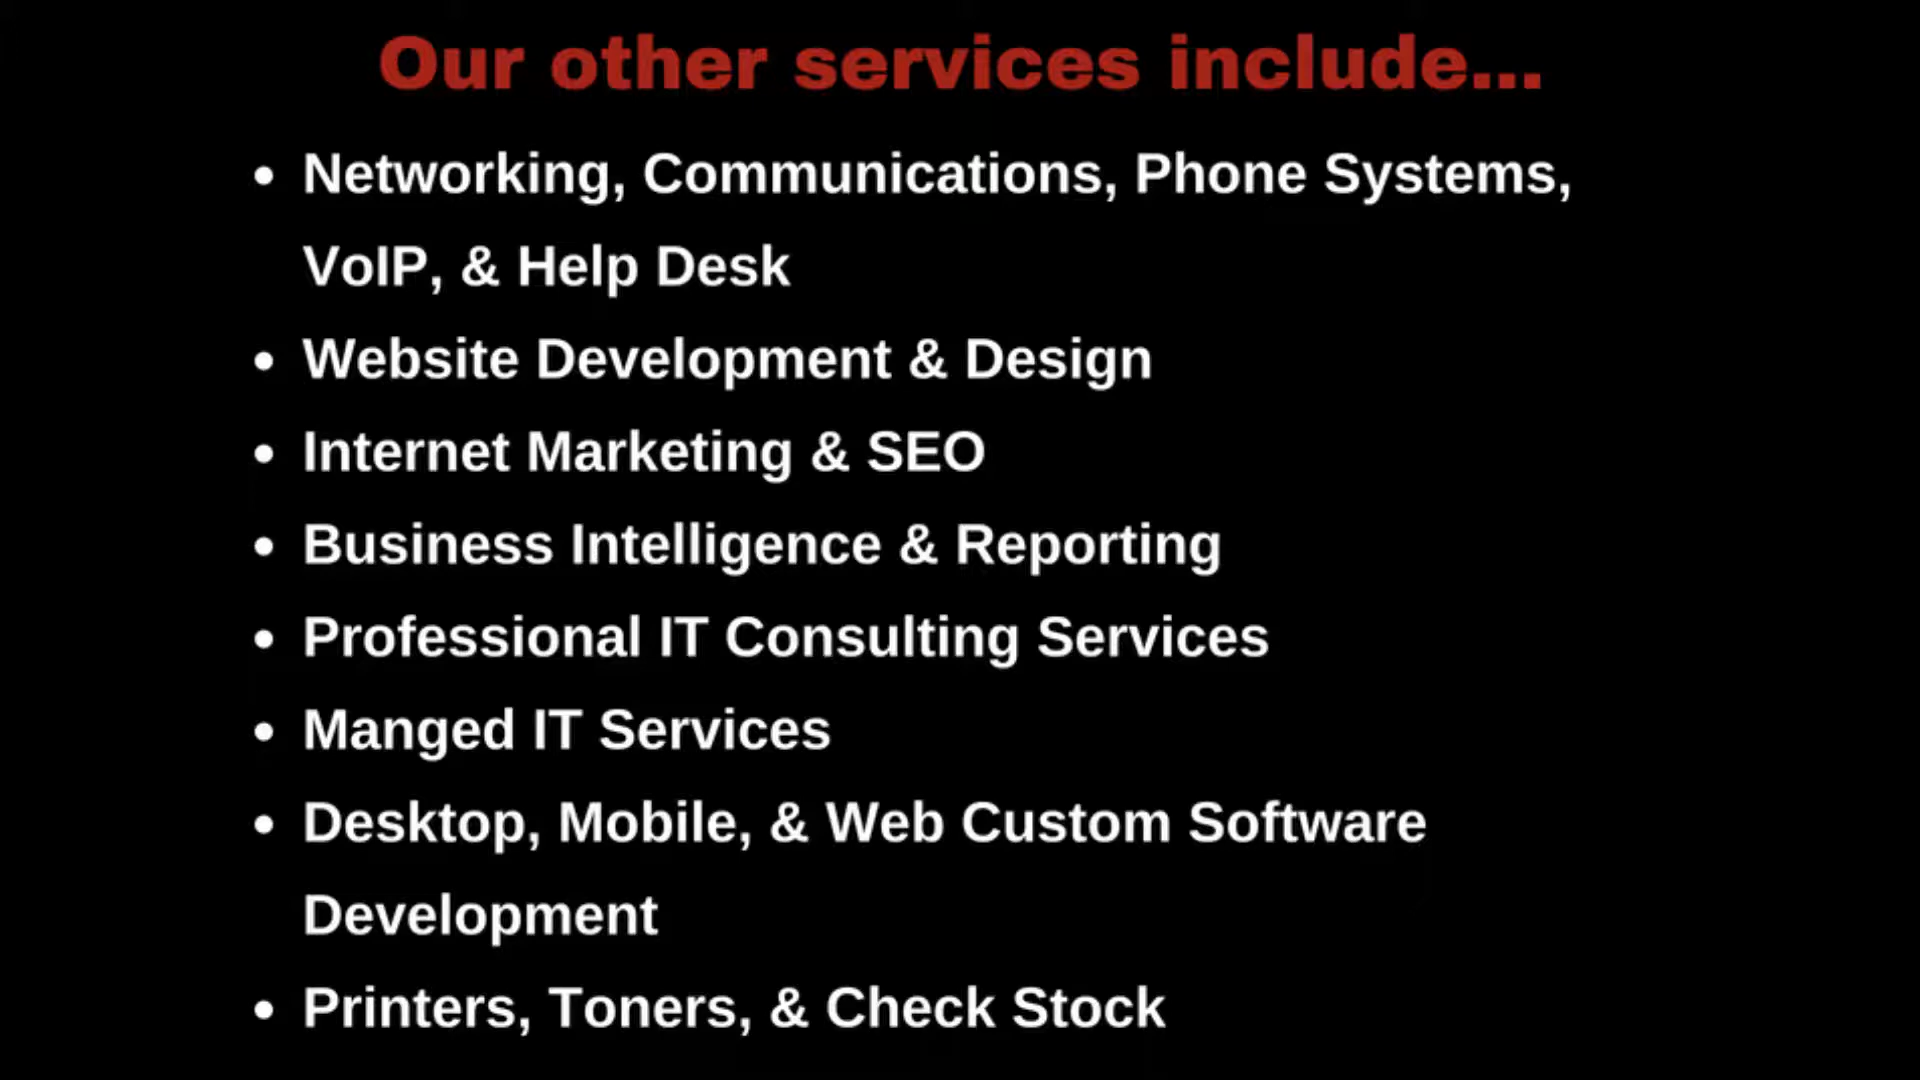 Our other services include...
• Networking, Communications, Phone Systems,
VoIP, & Help Desk
• Website Development & Design
• Internet Marketing & SEO
• Business Intelligence & Reporting
• Professional IT Consulting Services
• Manged IT Services
• Desktop, Mobile, & Web Custom Software
Development
• Printers, Toners, & Check Stock